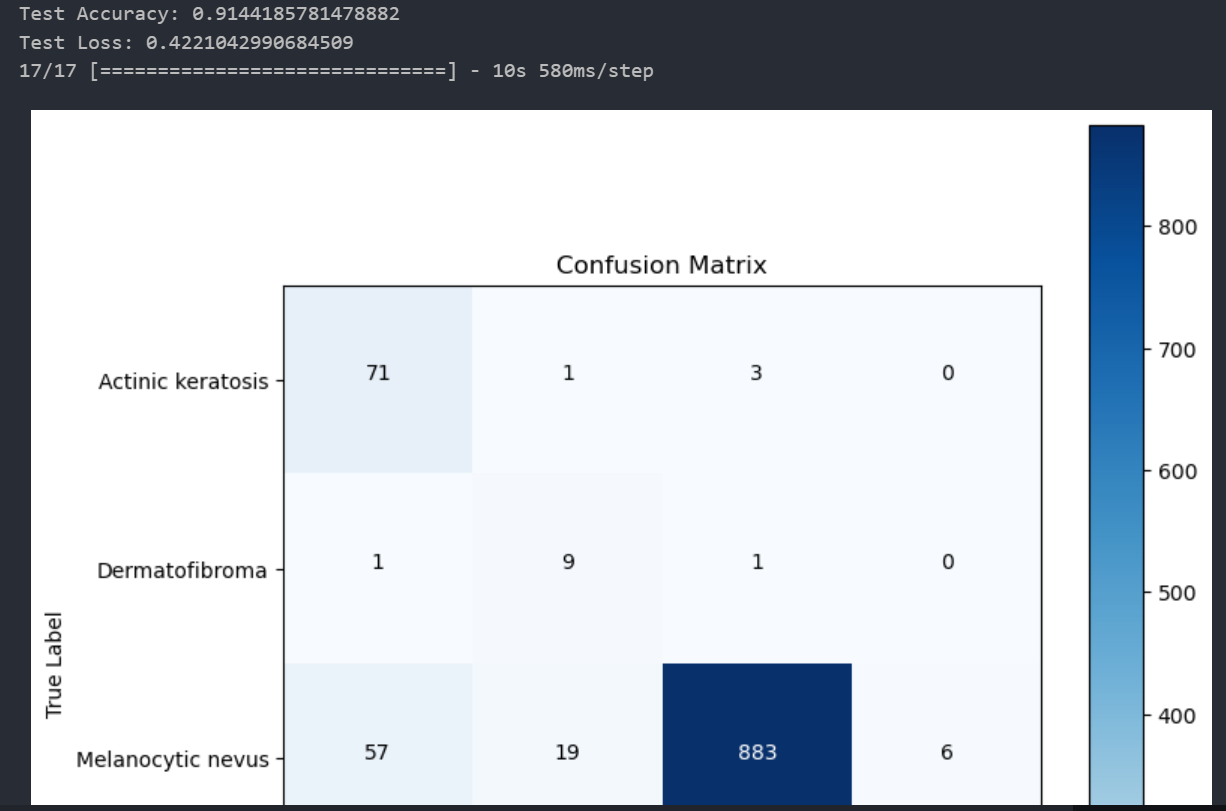 Test Accuracy: 0.9144185781478882
Test Loss: 0.4221042990684509
17/17 [==============================] - 10s 580ms/step
Confusion Matrix
True Label
Actinic keratosis 71 1 3 0
Dermatofibroma 1 9 1 0
Melanocytic nevus 57 19 883 6
800
700
600
500
400